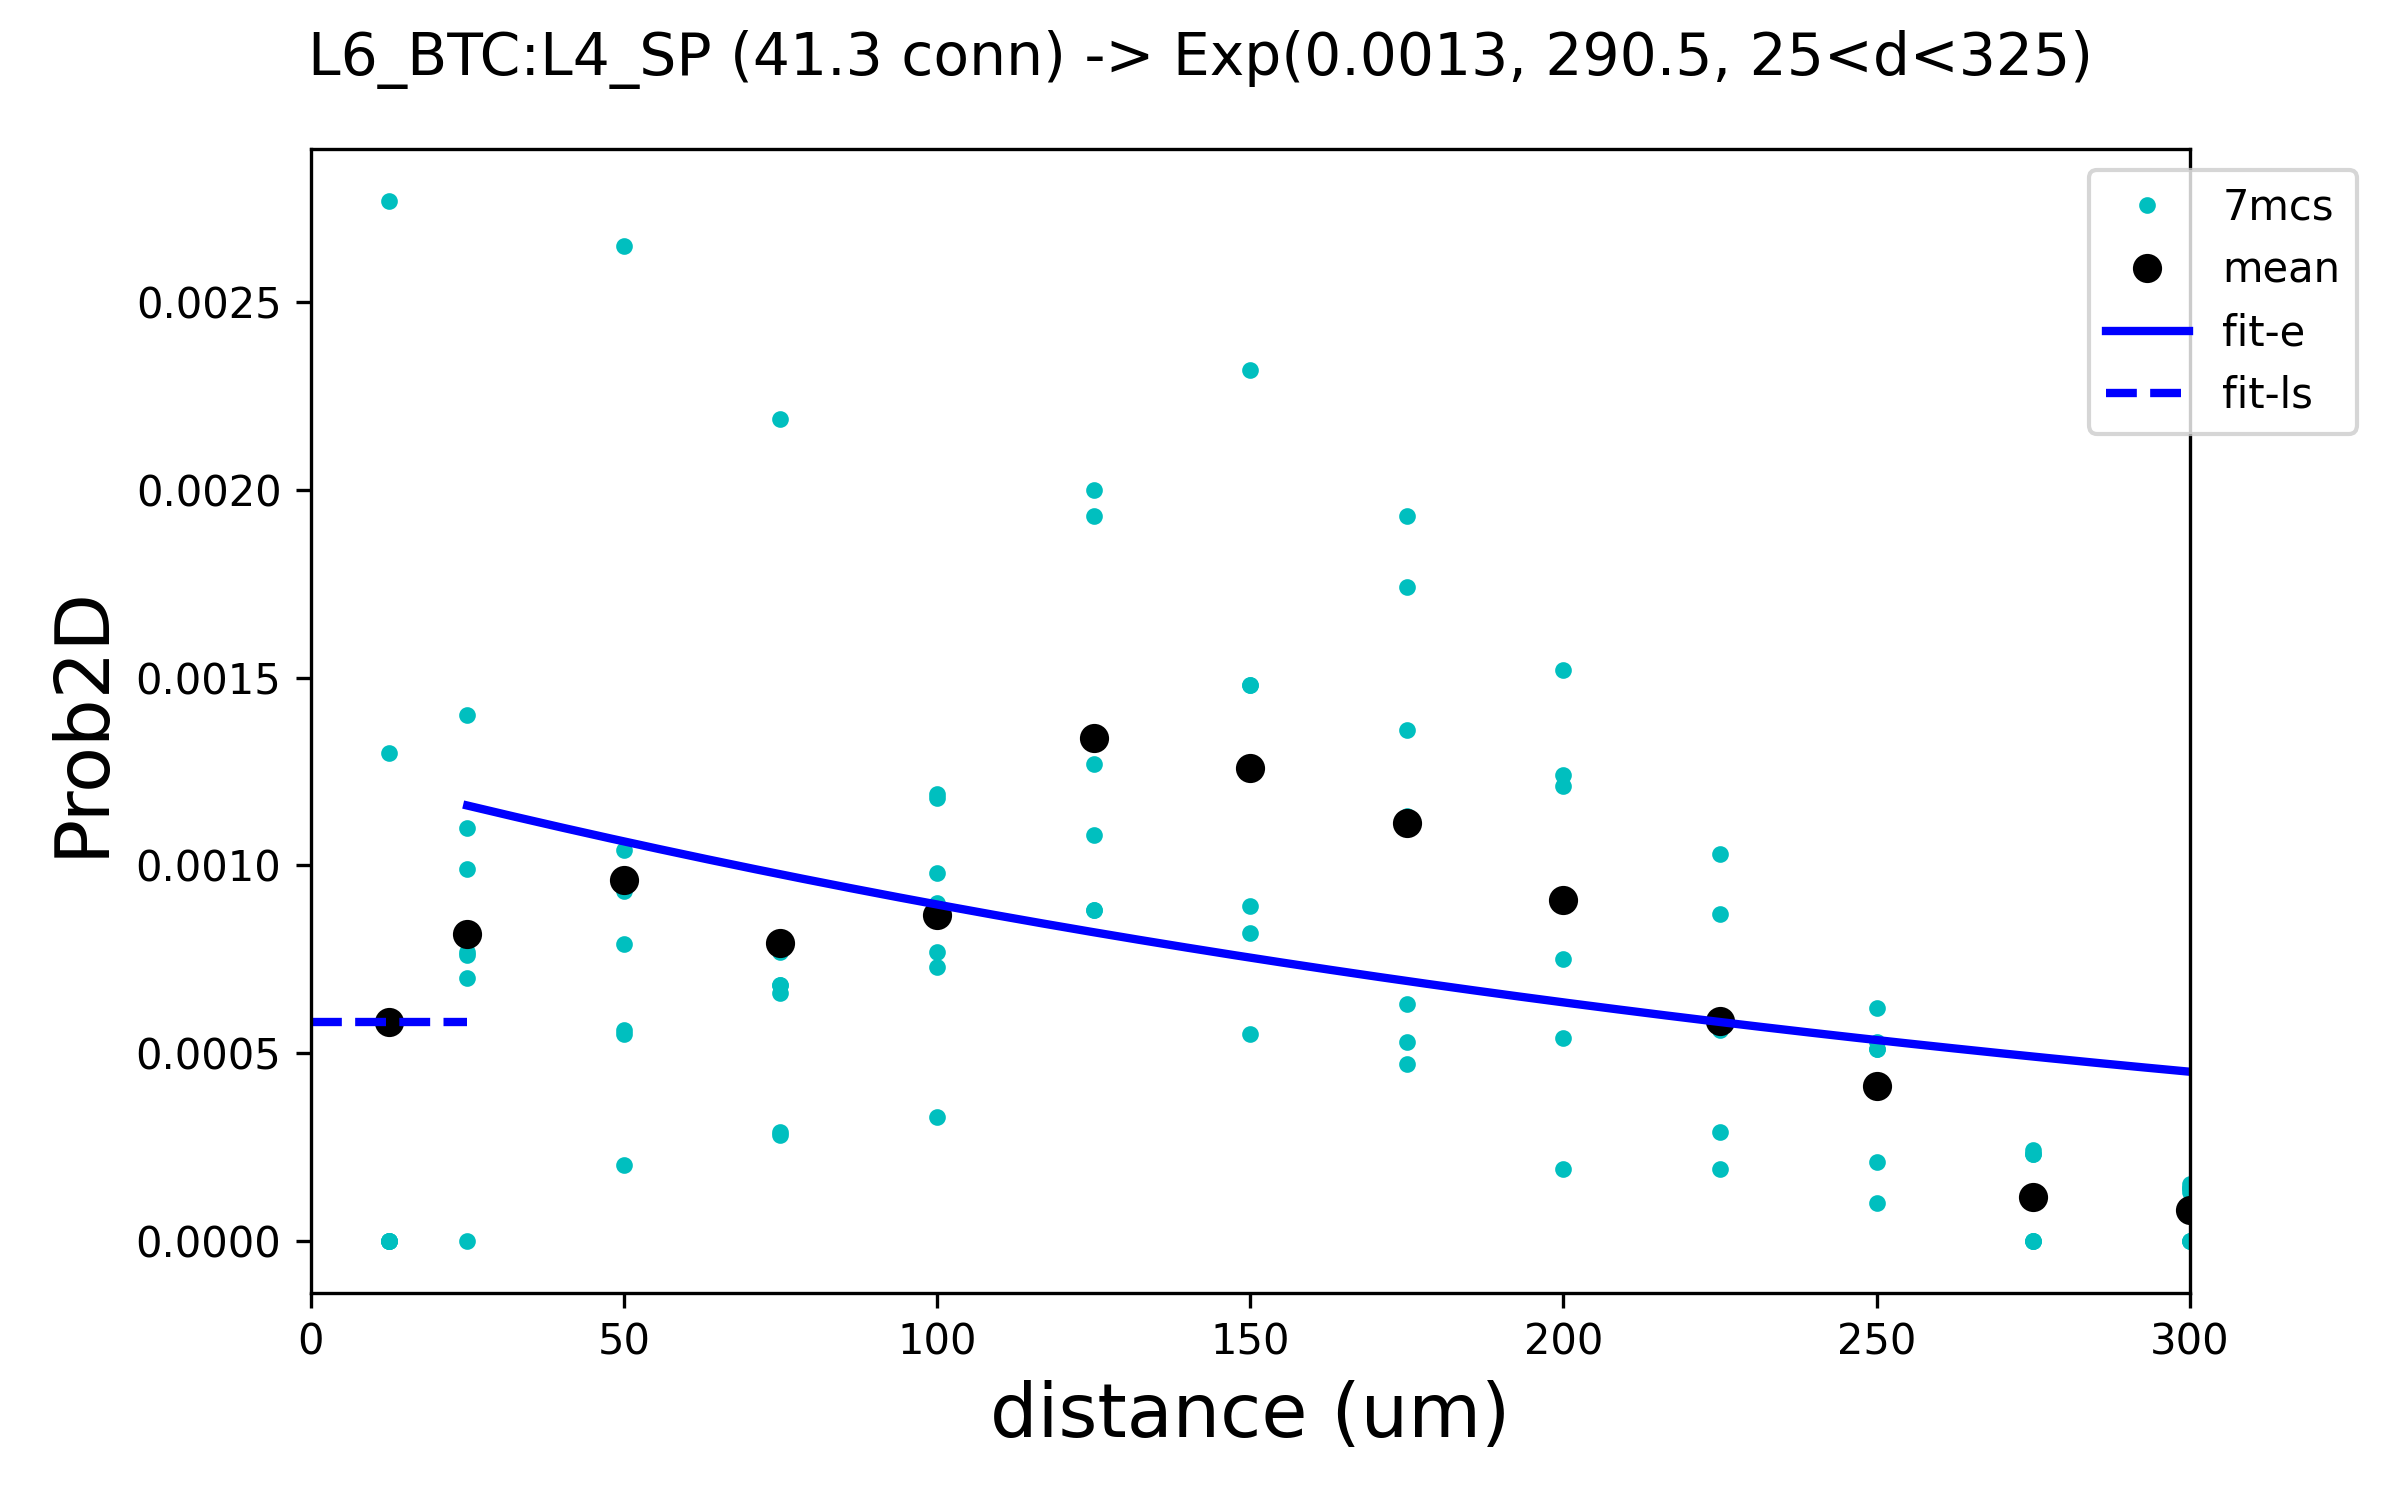 L6_BTC:L4_SP (41.3 conn) -> Exp(0.0013, 290.5, 25<d<325)
7mcs
mean
fit-e
fit-ls
Prob2D
0.0025
0.0020
0.0015
0.0010
0.0005
0.0000
0 50 100 150 200 250 300
distance (um)